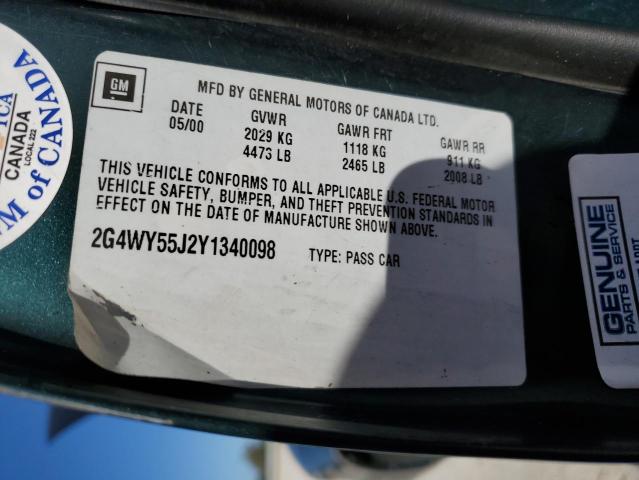 GM
MFD BY GENERAL MOTORS OF CANADA LTD.
DATE GVWR GAWR FRT GAWR RR
05/00 2029 KG 1118 KG 911 KG
4473 LB 2465 LB 2008 LB
THIS VEHICLE CONFORMS TO ALL APPLICABLE U.S. FEDERAL MOTOR
VEHICLE SAFETY, BUMPER, AND THEFT PREVENTION STANDARDS IN
EFFECT ON THE DATE OF MANUFACTURE SHOWN ABOVE.
2G4WY55J2Y1340098 TYPE: PASS CAR
CANADA
LOCAL 222
of CANADA
GENUINE
PARTS & SERVICE